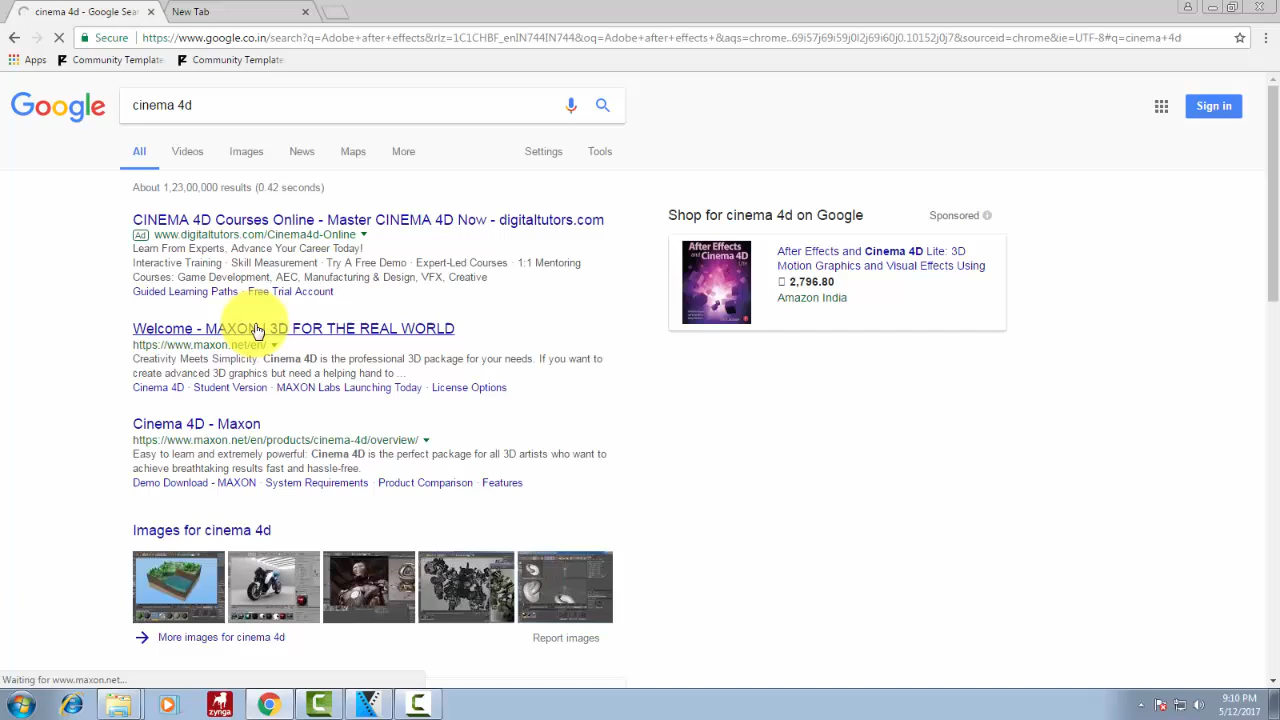 cinema 4d - Google Sea
New Tab
Secure
https://www.google.co.in/search?q=Adobe+after+effects&rlz=1C1CHBF_enIN744IN744&oq=Adobe+after+effects+&aqs=chrome...69i57j69i59j0l2j69i60j0.10152j0j7&sourceid=chrome&ie=UTF-8#q=cinema+4d
Apps
Community Template
Community Template
Google
cinema 4d
Sign in
All
Videos
Images
News
Maps
More
Settings
Tools
About 1,23,00,000 results (0.42 seconds)
CINEMA 4D Courses Online - Master CINEMA 4D Now - digitaltutors.com
Ad www.digitaltutors.com/Cinema4d-Online
Learn From Experts, Advance Your Career Today!
Interactive Training · Skill Measurement · Try A Free Demo · Expert-Led Courses · 1:1 Mentoring
Courses: Game Development, AEC, Manufacturing & Design, VFX, Creative
Guided Learning Paths · Free Trial Account
Welcome - MAXON | 3D FOR THE REAL WORLD
https://www.maxon.net/en/
Creativity Meets Simplicity. Cinema 4D is the professional 3D package for your needs. If you want to
create advanced 3D graphics but need a helping hand to ...
Cinema 4D · Student Version · MAXON Labs Launching Today · License Options
Cinema 4D - Maxon
https://www.maxon.net/en/products/cinema-4d/overview/
Easy to learn and extremely powerful: Cinema 4D is the perfect package for all 3D artists who want to
achieve breathtaking results fast and hassle-free.
Demo Download - MAXON · System Requirements · Product Comparison · Features
Images for cinema 4d
More images for cinema 4d
Report images
Shop for cinema 4d on Google
Sponsored
After Effects
and Cinema 4D
Lite
After Effects and Cinema 4D Lite: 3D
Motion Graphics and Visual Effects Using
2,796.80
Amazon India
Waiting for www.maxon.net...
zynga
9:10 PM
5/12/2017